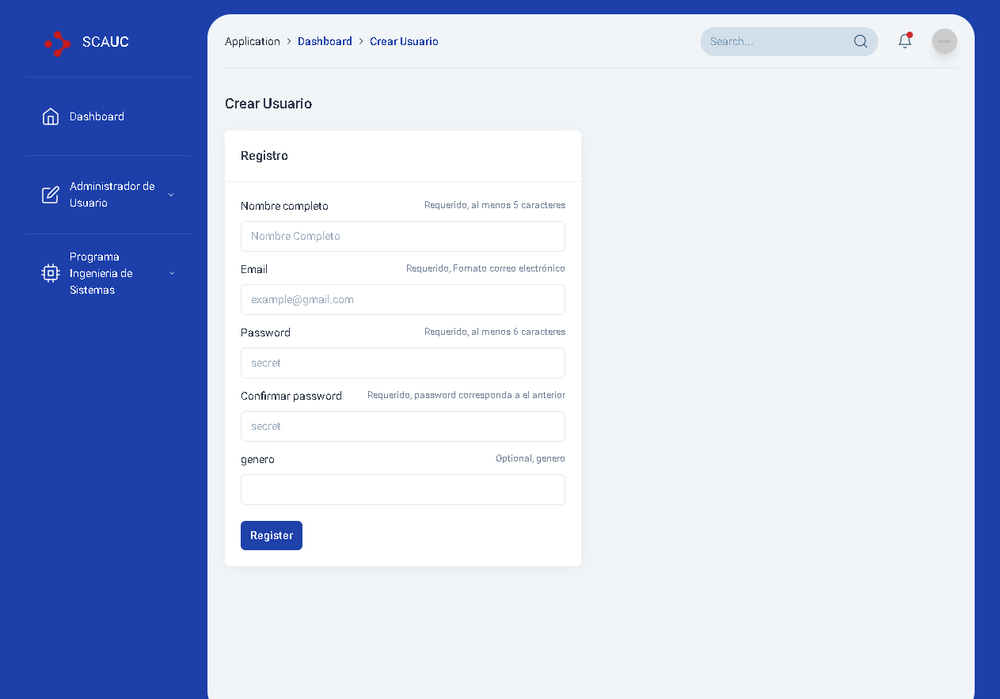 SCAUC
Dashboard
Administrador de
Usuario
Programa
Ingenieria de
Sistemas
Application > Dashboard > Crear Usuario
Search...
Crear Usuario
Registro
Nombre completo Requerido, al menos 5 caracteres
Nombre Completo
Email Requerido, Fomato correo electrónico
example@gmail.com
Password Requerido, al menos 6 caracteres
secret
Confirmar password Requerido, password corresponda a el anterior
secret
genero Optional, genero
Register